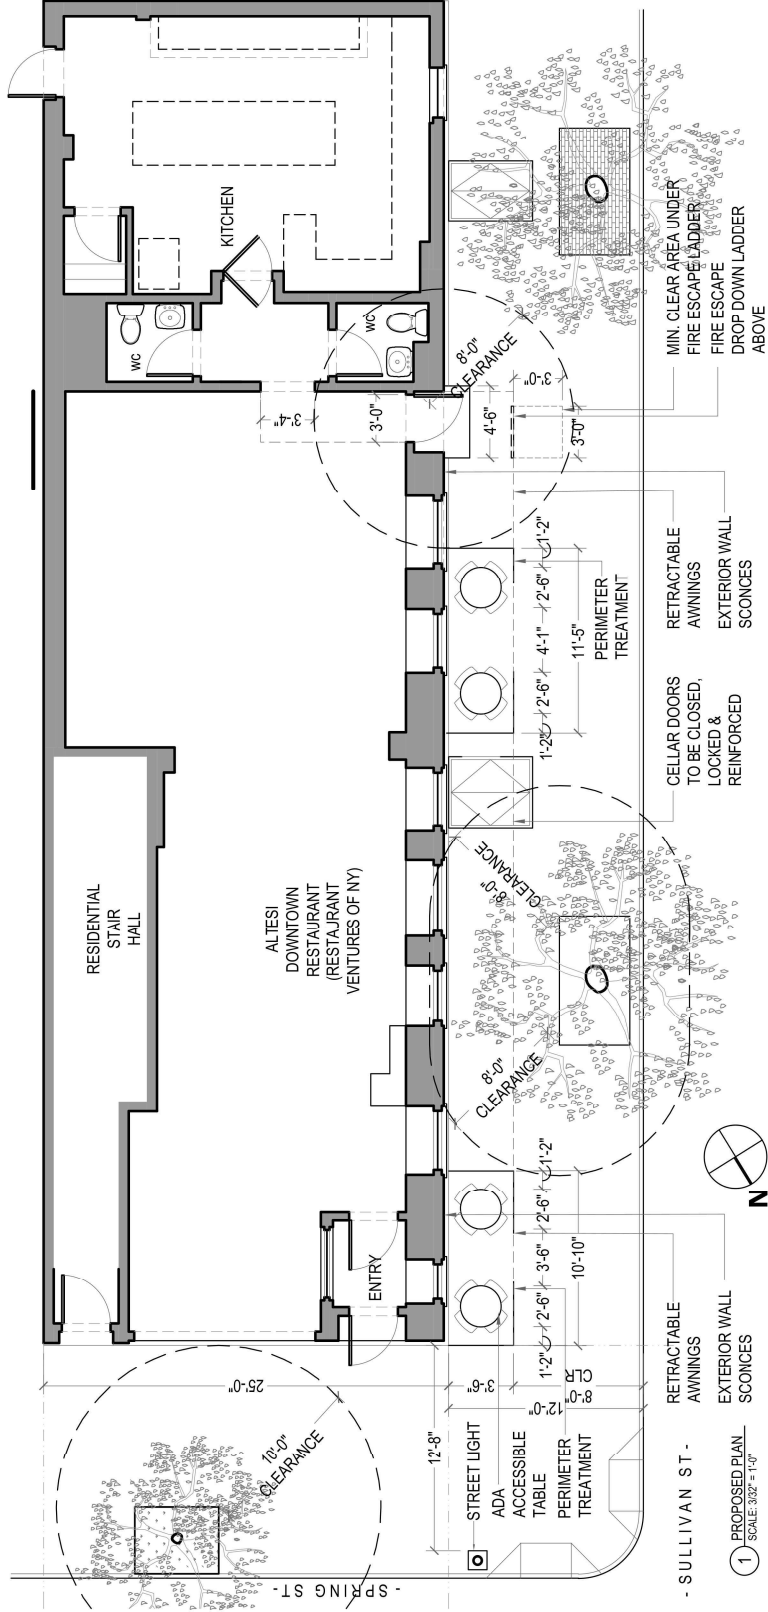 KITCHEN
WC
WC
8'-0"
CLEARANCE
MIN. CLEAR AREA UNDER
FIRE ESCAPE LADDER
FIRE ESCAPE
DROP DOWN LADDER
ABOVE
3'-4"
3'-0"
4'-6"
3'-0"
3'-0"
RETRACTABLE
AWNINGS
EXTERIOR WALL
SCONCES
1'-2"
2'-6"
4'-1"
2'-6"
1'-2"
11'-5"
PERIMETER
TREATMENT
CELLAR DOORS
TO BE CLOSED,
LOCKED &
REINFORCED
RESIDENTIAL
STAIR
HALL
ALTESI
DOWNTOWN
RESTAURANT
(RESTAURANT
VENTURES OF NY)
8'-0"
CLEARANCE
8'-0"
CLEARANCE
N
ENTRY
1'-2"
2'-6"
3'-6"
2'-6"
1'-2"
10'-10"
RETRACTABLE
AWNINGS
EXTERIOR WALL
SCONCES
25'-0"
3'-6"
8'-0"
CLR
12'-0"
12'-8"
10'-0"
CLEARANCE
STREET LIGHT
ADA
ACCESSIBLE
TABLE
PERIMETER
TREATMENT
- SPRING ST -
- SULLIVAN ST -
1
PROPOSED PLAN
SCALE: 3/32" = 1'-0"